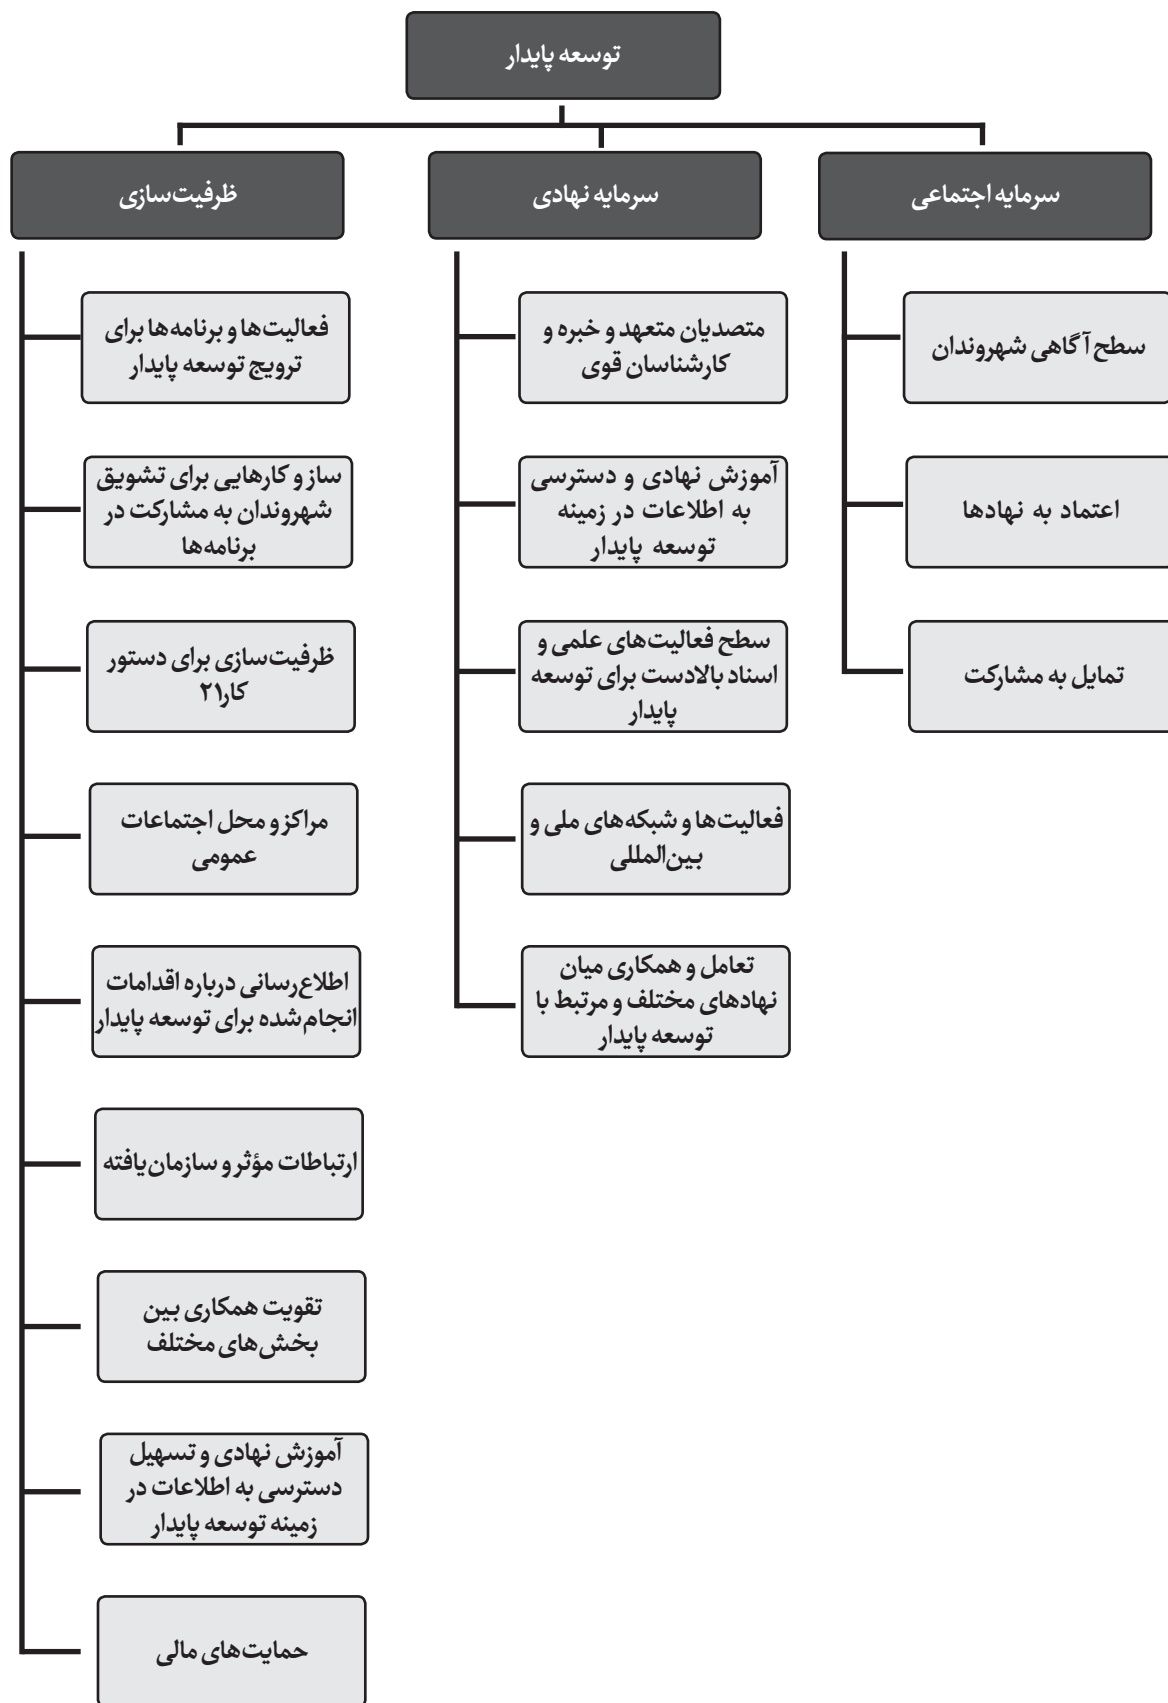 توسعه پایدار
سرمایه اجتماعی
سطح آگاهی شهروندان
اعتماد به نهادها
تمایل به مشارکت
سرمایه نهادی
متصدیان متعهد و خبره و
کارشناسان قوی
آموزش نهادی و دسترسی
به اطلاعات در زمینه
توسعه پایدار
سطح فعالیت‌های علمی و
اسناد بالادست برای توسعه
پایدار
فعالیت‌ها و شبکه‌های ملی و
بین‌المللی
تعامل و همکاری میان
نهادهای مختلف و مرتبط با
توسعه پایدار
ظرفیت‌سازی
فعالیت‌ها و برنامه‌ها برای
ترویج توسعه پایدار
ساز و کارهایی برای تشویق
شهروندان به مشارکت در
برنامه‌ها
ظرفیت‌سازی برای دستور
کار۲۱
مراکز و محل اجتماعات
عمومی
اطلاع‌رسانی درباره اقدامات
انجام‌شده برای توسعه پایدار
ارتباطات مؤثر و سازمان‌یافته
تقویت همکاری بین
بخش‌های مختلف
آموزش نهادی و تسهیل
دسترسی به اطلاعات در
زمینه توسعه پایدار
حمایت‌های مالی